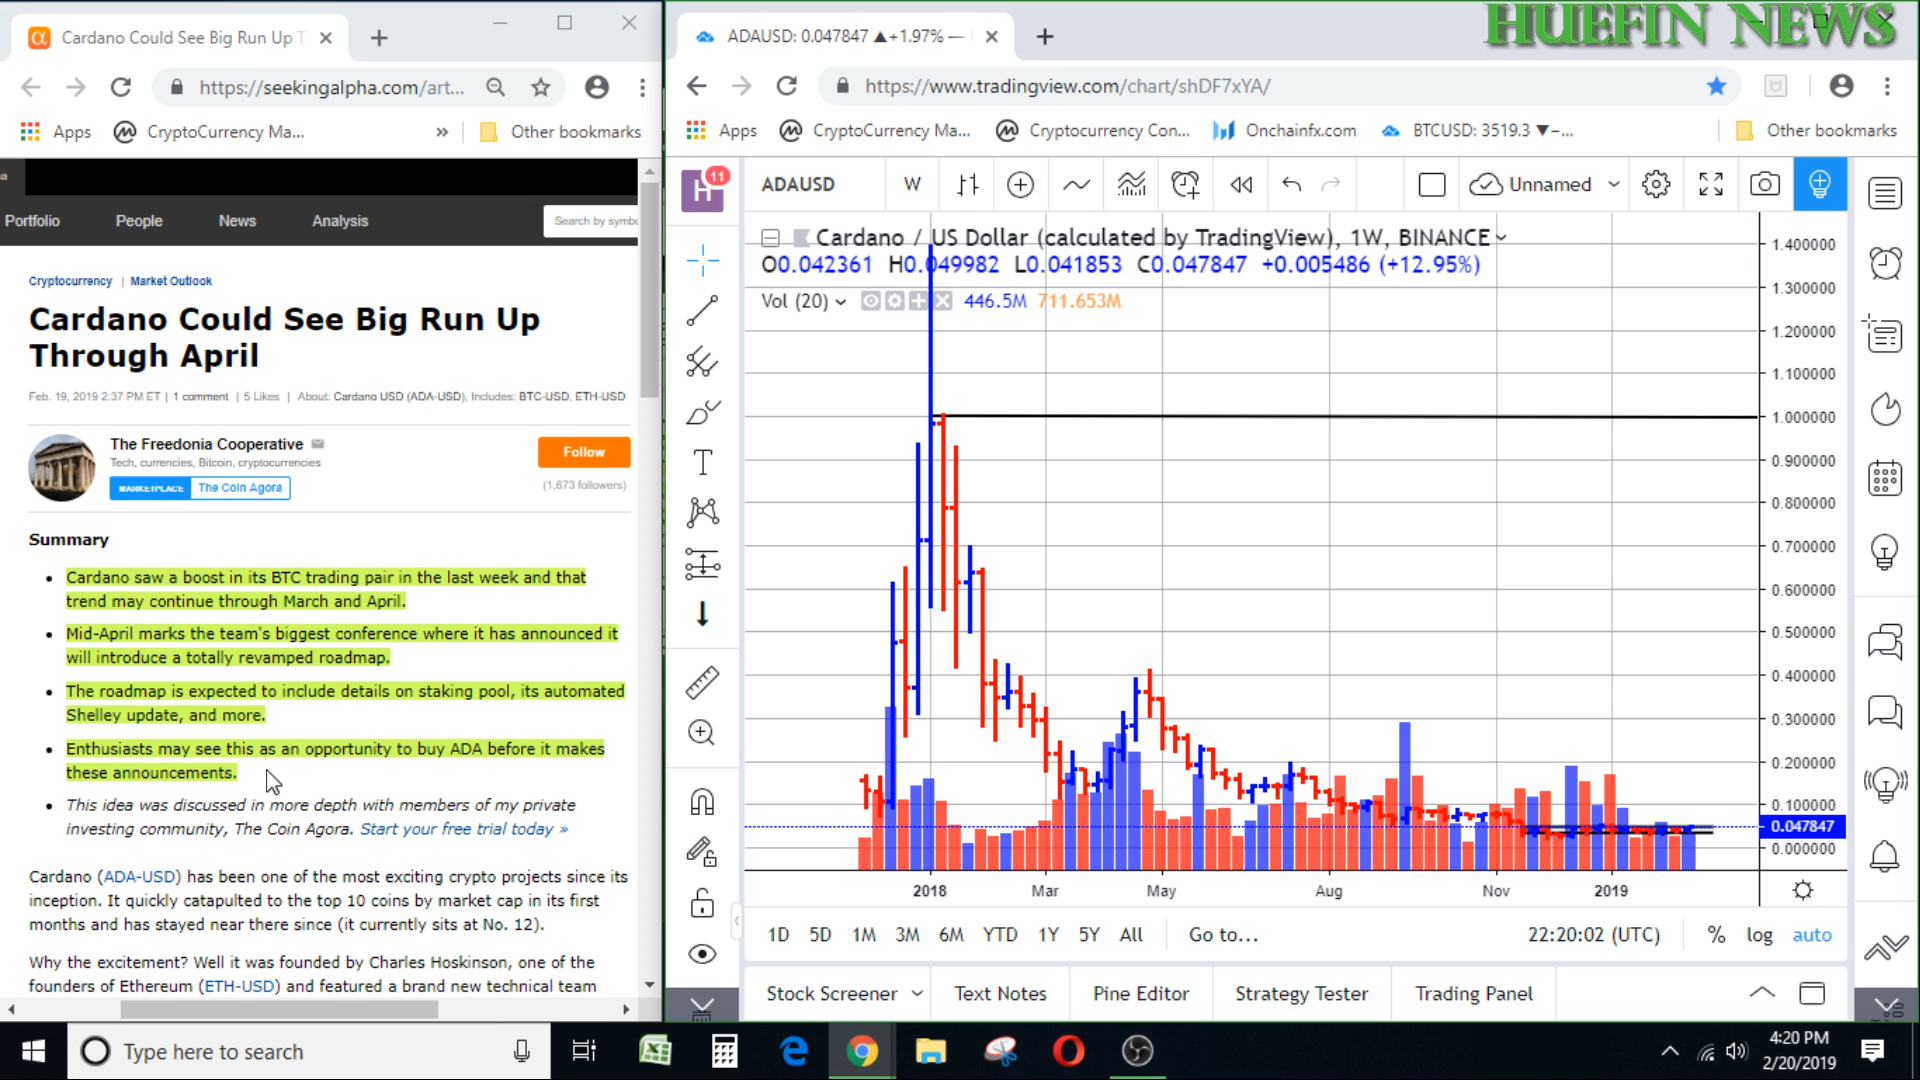 HUEFIN NEWS
Cardano Could See Big Run Up T
https://seekingalpha.com/art...
Apps
CryptoCurrency Ma...
»
Other bookmarks
Portfolio
People
News
Analysis
Search by symbo
Cryptocurrency | Market Outlook
Cardano Could See Big Run Up
Through April
Feb. 19, 2019 2:37 PM ET | 1 comment | 5 Likes | About: Cardano USD (ADA-USD), Includes: BTC-USD, ETH-USD
The Freedonia Cooperative
Tech, currencies, Bitcoin, cryptocurrencies
MARKETPLACE The Coin Agora
Follow
(1,673 followers)
Summary
Cardano saw a boost in its BTC trading pair in the last week and that
trend may continue through March and April.
Mid-April marks the team's biggest conference where it has announced it
will introduce a totally revamped roadmap.
The roadmap is expected to include details on staking pool, its automated
Shelley update, and more.
Enthusiasts may see this as an opportunity to buy ADA before it makes
these announcements.
This idea was discussed in more depth with members of my private
investing community, The Coin Agora. Start your free trial today »
Cardano (ADA-USD) has been one of the most exciting crypto projects since its
inception. It quickly catapulted to the top 10 coins by market cap in its first
months and has stayed near there since (it currently sits at No. 12).
Why the excitement? Well it was founded by Charles Hoskinson, one of the
founders of Ethereum (ETH-USD) and featured a brand new technical team
ADAUSD: 0.047847 ▲+1.97% —
https://www.tradingview.com/chart/shDF7xYA/
Apps
CryptoCurrency Ma...
Cryptocurrency Con...
Onchainfx.com
BTCUSD: 3519.3 ▼−...
Other bookmarks
H
11
ADAUSD
W
Unnamed
Cardano / US Dollar (calculated by TradingView), 1W, BINANCE
O0.042361 H0.049982 L0.041853 C0.047847 +0.005486 (+12.95%)
Vol (20) 446.5M 711.653M
1.400000
1.300000
1.200000
1.100000
1.000000
0.900000
0.800000
0.700000
0.600000
0.500000
0.400000
0.300000
0.200000
0.100000
0.047847
0.000000
2018
Mar
May
Aug
Nov
2019
1D 5D 1M 3M 6M YTD 1Y 5Y All
Go to...
22:20:02 (UTC)
% log auto
Stock Screener
Text Notes
Pine Editor
Strategy Tester
Trading Panel
Type here to search
4:20 PM
2/20/2019